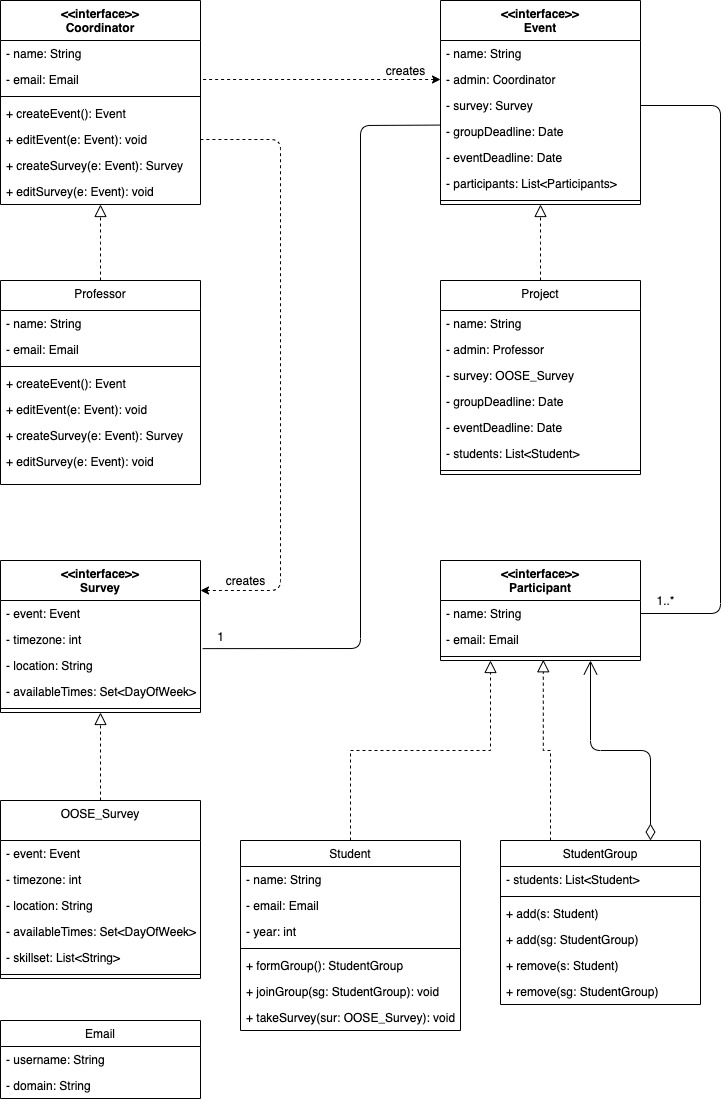 <<interface>>
Coordinator
- name: String
- email: Email
+ createEvent(): Event
+ editEvent(e: Event): void
+ createSurvey(e: Event): Survey
+ editSurvey(e: Event): void
creates
<<interface>>
Event
- name: String
- admin: Coordinator
- survey: Survey
- groupDeadline: Date
- eventDeadline: Date
- participants: List<Participants>
Professor
- name: String
- email: Email
+ createEvent(): Event
+ editEvent(e: Event): void
+ createSurvey(e: Event): Survey
+ editSurvey(e: Event): void
Project
- name: String
- admin: Professor
- survey: OOSE_Survey
- groupDeadline: Date
- eventDeadline: Date
- students: List<Student>
<<interface>>
Survey
- event: Event
- timezone: int
- location: String
- availableTimes: Set<DayOfWeek>
creates
1
<<interface>>
Participant
- name: String
- email: Email
1..*
OOSE_Survey
- event: Event
- timezone: int
- location: String
- availableTimes: Set<DayOfWeek>
- skillset: List<String>
Student
- name: String
- email: Email
- year: int
+ formGroup(): StudentGroup
+ joinGroup(sg: StudentGroup): void
+ takeSurvey(sur: OOSE_Survey): void
StudentGroup
- students: List<Student>
+ add(s: Student)
+ add(sg: StudentGroup)
+ remove(s: Student)
+ remove(sg: StudentGroup)
Email
- username: String
- domain: String